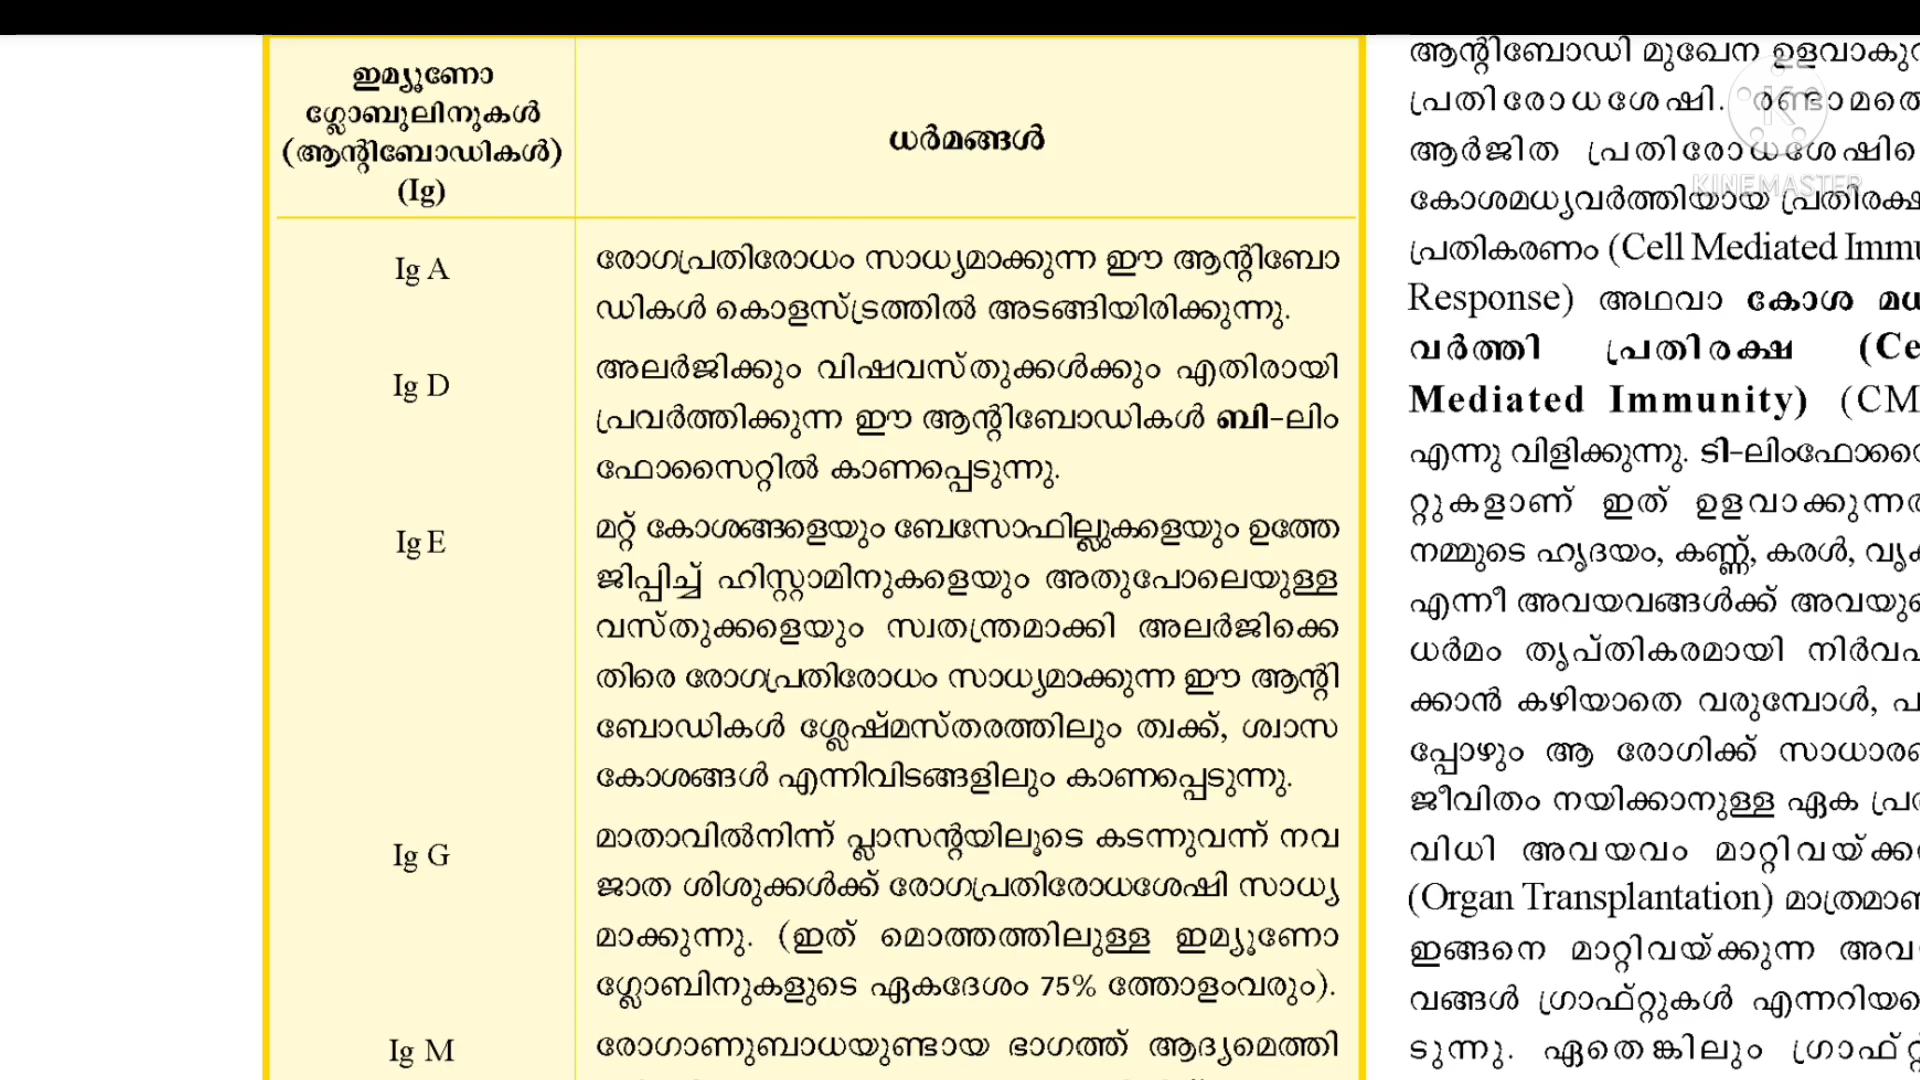 ഇമ്യൂണോ
ഗ്ലോബുലിനുകൾ
(ആന്റിബോഡികൾ)
(Ig)
ധർമങ്ങൾ
Ig A
രോഗപ്രതിരോധം സാധ്യമാക്കുന്ന ഈ ആന്റിബോ
ഡികൾ കൊളസ്ട്രത്തിൽ അടങ്ങിയിരിക്കുന്നു.
Ig D
അലർജിക്കും വിഷവസ്തുക്കൾക്കും എതിരായി
പ്രവർത്തിക്കുന്ന ഈ ആന്റിബോഡികൾ ബി-ലിം
ഫോസൈറ്റിൽ കാണപ്പെടുന്നു.
Ig E
മറ്റ് കോശങ്ങളെയും ബേസോഫില്ലുക്കളെയും ഉത്തേ
ജിപ്പിച്ച് ഹിസ്റ്റാമിനുകളെയും അതുപോലെയുള്ള
വസ്തുക്കളെയും സ്വതന്ത്രമാക്കി അലർജിക്കെ
തിരെ രോഗപ്രതിരോധം സാധ്യമാക്കുന്ന ഈ ആന്റി
ബോഡികൾ ശ്ലേഷ്മസ്തരത്തിലും ത്വക്ക്, ശ്വാസ
കോശങ്ങൾ എന്നിവിടങ്ങളിലും കാണപ്പെടുന്നു.
Ig G
മാതാവിൽനിന്ന് പ്ലാസന്റയിലൂടെ കടന്നുവന്ന് നവ
ജാത ശിശുക്കൾക്ക് രോഗപ്രതിരോധശേഷി സാധ്യ
മാക്കുന്നു. (ഇത് മൊത്തത്തിലുള്ള ഇമ്യൂണോ
ഗ്ലോബിനുകളുടെ ഏകദേശം 75% ത്തോളംവരും).
Ig M
രോഗാണുബാധയുണ്ടായ ഭാഗത്ത് ആദ്യമെത്തി
ആന്റിബോഡി മുഖേന
പ്രതിരോധശേഷി.
ആർജിത
കോശമധ്യവർത്തിയായ
പ്രതികരണം (Cell Mediated
Response) അഥവാ കോശ
വർത്തി പ്രതിരക്ഷ
Mediated Immunity)
എന്നു വിളിക്കുന്നു.
റ്റുകളാണ് ഇത്
നമ്മുടെ ഹൃദയം, കണ്ണ്, കരൾ,
എന്നീ അവയവങ്ങൾക്ക്
ധർമം തൃപ്തികരമായി
ക്കാൻ കഴിയാതെ വരുമ്പോൾ,
പ്പോഴും ആ രോഗിക്ക്
ജീവിതം നയിക്കാനുള്ള ഏക
വിധി അവയവം
(Organ Transplantation)
ഇങ്ങനെ മാറ്റിവയ്ക്കുന്ന
വങ്ങൾ ഗ്രാഫ്റ്റുകൾ
ടുന്നു. ഏതെങ്കിലും
KINEMASTER